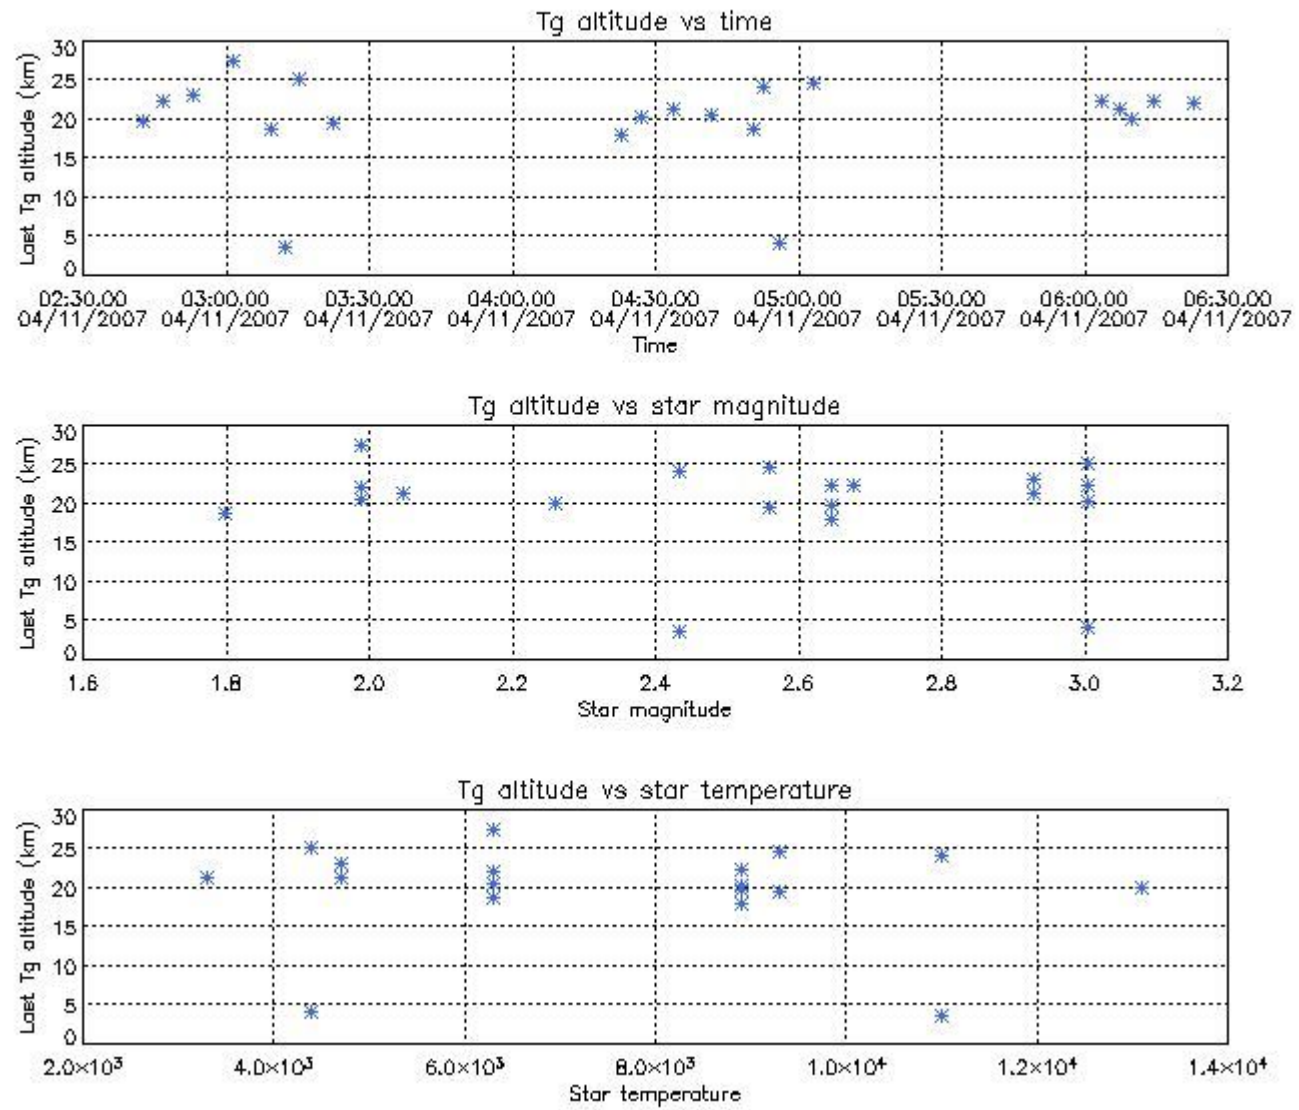 Tg altitude vs time
30
25
20
15
10
5
0
Last Tg altitude (km)
02:30.00 03:00.00 03:30.00 04:00.00 04:30.00 05:00.00 05:30.00 06:00.00 06:30.00
04/11/2007 04/11/2007 04/11/2007 04/11/2007 04/11/2007 04/11/2007 04/11/2007 04/11/2007 04/11/2007
Time
Tg altitude vs star magnitude
30
25
20
15
10
5
0
Last Tg altitude (km)
1.6 1.8 2.0 2.2 2.4 2.6 2.8 3.0 3.2
Star magnitude
Tg altitude vs star temperature
30
25
20
15
10
5
0
Last Tg altitude (km)
2.0×10³ 4.0×10³ 6.0×10³ 8.0×10³ 1.0×10⁴ 1.2×10⁴ 1.4×10⁴
Star temperature